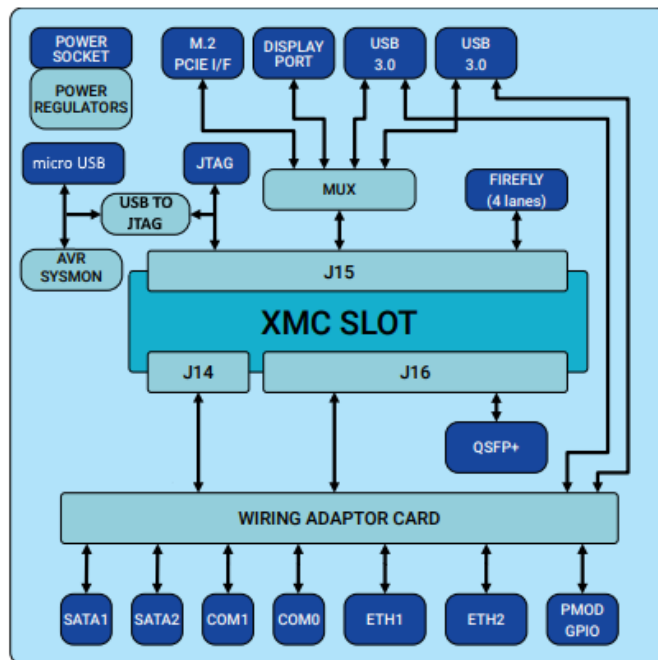 POWER
SOCKET
POWER
REGULATORS
M.2
PCIE I/F
DISPLAY
PORT
USB
3.0
USB
3.0
micro USB
JTAG
USB TO
JTAG
AVR
SYSMON
MUX
FIREFLY
(4 lanes)
J15
XMC SLOT
J14
J16
QSFP+
WIRING ADAPTOR CARD
SATA1
SATA2
COM1
COM0
ETH1
ETH2
PMOD
GPIO